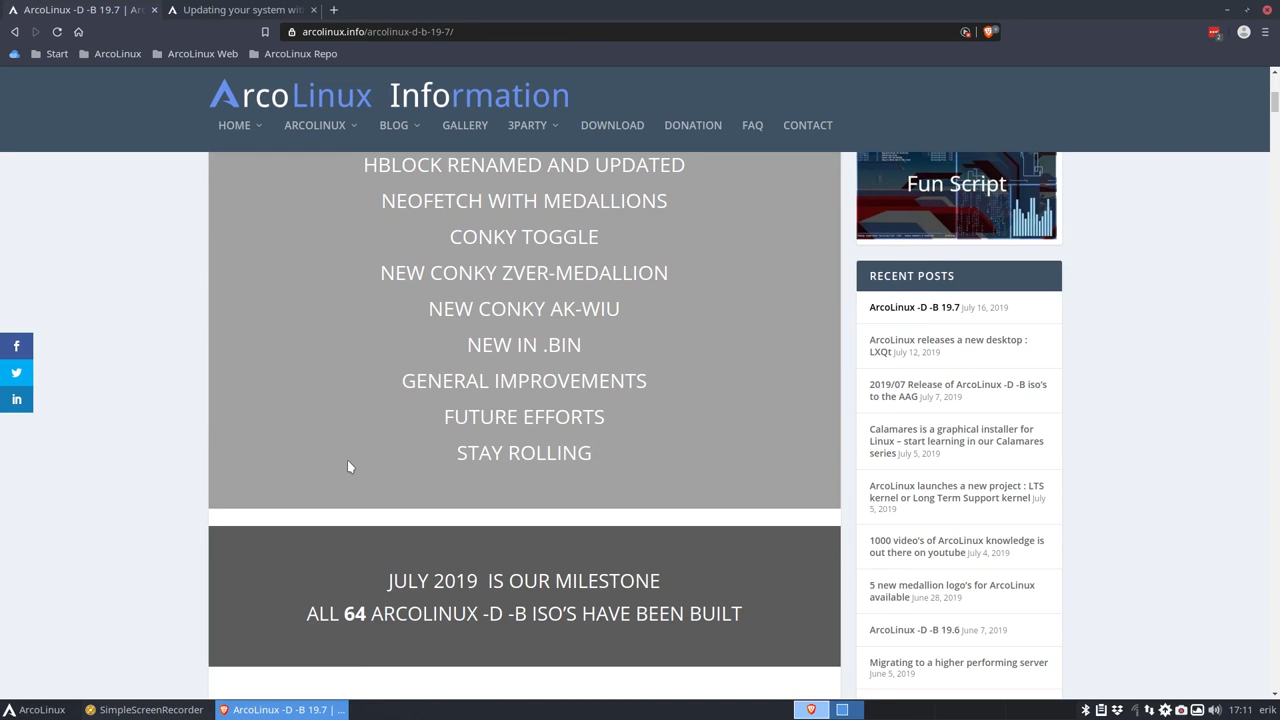 ArcoLinux -D -B 19.7 | Arc
Updating your system wit
arcolinux.info/arcolinux-d-b-19-7/
2
Start
ArcoLinux
ArcoLinux Web
ArcoLinux Repo
ArcoLinux Information
HOME
ARCOLINUX
BLOG
GALLERY
3PARTY
DOWNLOAD
DONATION
FAQ
CONTACT
HBLOCK RENAMED AND UPDATED
NEOFETCH WITH MEDALLIONS
CONKY TOGGLE
NEW CONKY ZVER-MEDALLION
NEW CONKY AK-WIU
NEW IN .BIN
GENERAL IMPROVEMENTS
FUTURE EFFORTS
STAY ROLLING
JULY 2019 IS OUR MILESTONE
ALL 64 ARCOLINUX -D -B ISO'S HAVE BEEN BUILT
Fun Script
RECENT POSTS
ArcoLinux -D -B 19.7 July 16, 2019
ArcoLinux releases a new desktop :
LXQt July 12, 2019
2019/07 Release of ArcoLinux -D -B iso's
to the AAG July 7, 2019
Calamares is a graphical installer for
Linux – start learning in our Calamares
series July 5, 2019
ArcoLinux launches a new project : LTS
kernel or Long Term Support kernel July
5, 2019
1000 video's of ArcoLinux knowledge is
out there on youtube July 4, 2019
5 new medallion logo's for ArcoLinux
available June 28, 2019
ArcoLinux -D -B 19.6 June 7, 2019
Migrating to a higher performing server
June 5, 2019
ArcoLinux
SimpleScreenRecorder
ArcoLinux -D -B 19.7 | ...
17:11
erik